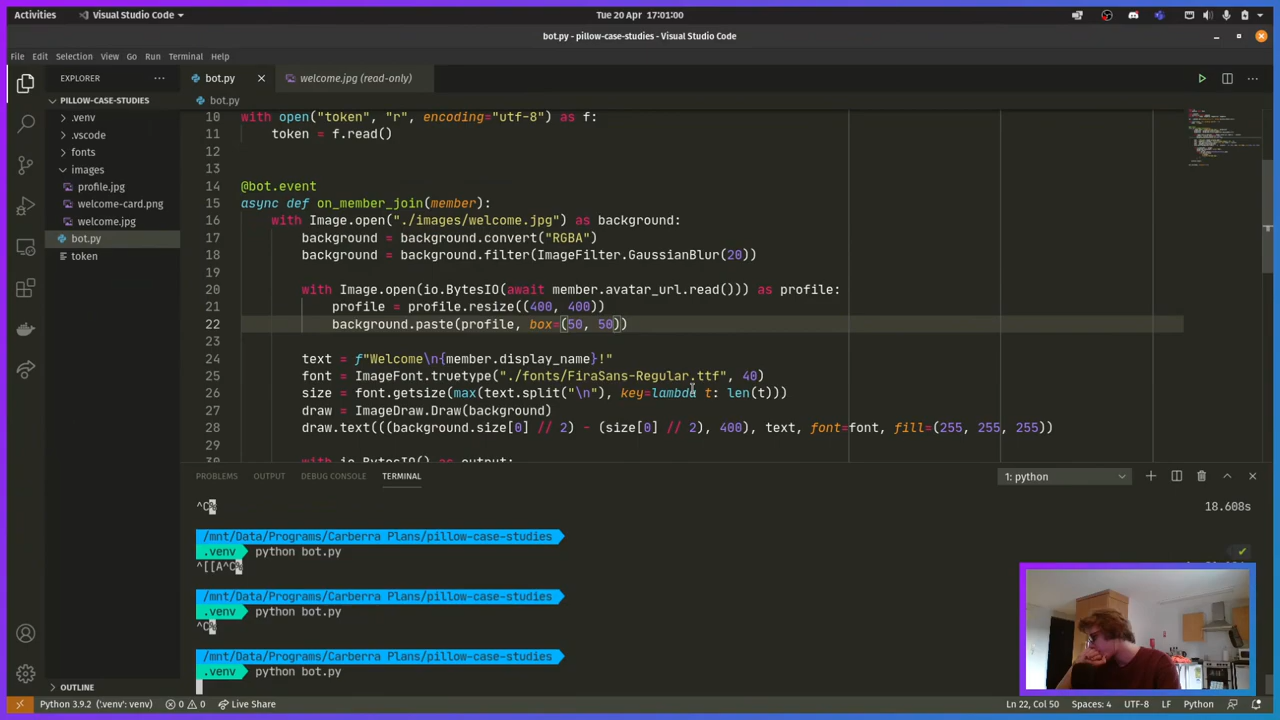 Activities
Visual Studio Code
Tue 20 Apr 17:01:00
bot.py - pillow-case-studies - Visual Studio Code
File Edit Selection View Go Run Terminal Help
EXPLORER
bot.py
welcome.jpg (read-only)
PILLOW-CASE-STUDIES
bot.py
.venv
.vscode
fonts
images
profile.jpg
welcome-card.png
welcome.jpg
bot.py
token
10 with open("token", "r", encoding="utf-8") as f:
11 token = f.read()
12
13
14 @bot.event
15 async def on_member_join(member):
16 with Image.open("./images/welcome.jpg") as background:
17 background = background.convert("RGBA")
18 background = background.filter(ImageFilter.GaussianBlur(20))
19
20 with Image.open(io.BytesIO(await member.avatar_url.read())) as profile:
21 profile = profile.resize((400, 400))
22 background.paste(profile, box=(50, 50))
23
24 text = f"Welcome\n{member.display_name}!"
25 font = ImageFont.truetype("./fonts/FiraSans-Regular.ttf", 40)
26 size = font.getsize(max(text.split("\n"), key=lambda t: len(t)))
27 draw = ImageDraw.Draw(background)
28 draw.text(((background.size[0] // 2) - (size[0] // 2), 400), text, font=font, fill=(255, 255, 255))
29
30 with io.BytesIO() as output:
PROBLEMS OUTPUT DEBUG CONSOLE TERMINAL
1: python
^C%
18.608s
/mnt/Data/Programs/Carberra Plans/pillow-case-studies
.venv python bot.py
^[[A^C%
/mnt/Data/Programs/Carberra Plans/pillow-case-studies
.venv python bot.py
^C%
/mnt/Data/Programs/Carberra Plans/pillow-case-studies
.venv python bot.py
OUTLINE
Python 3.9.2 ('.venv': venv)
0 0
Live Share
Ln 22, Col 50
Spaces: 4
UTF-8
LF
Python